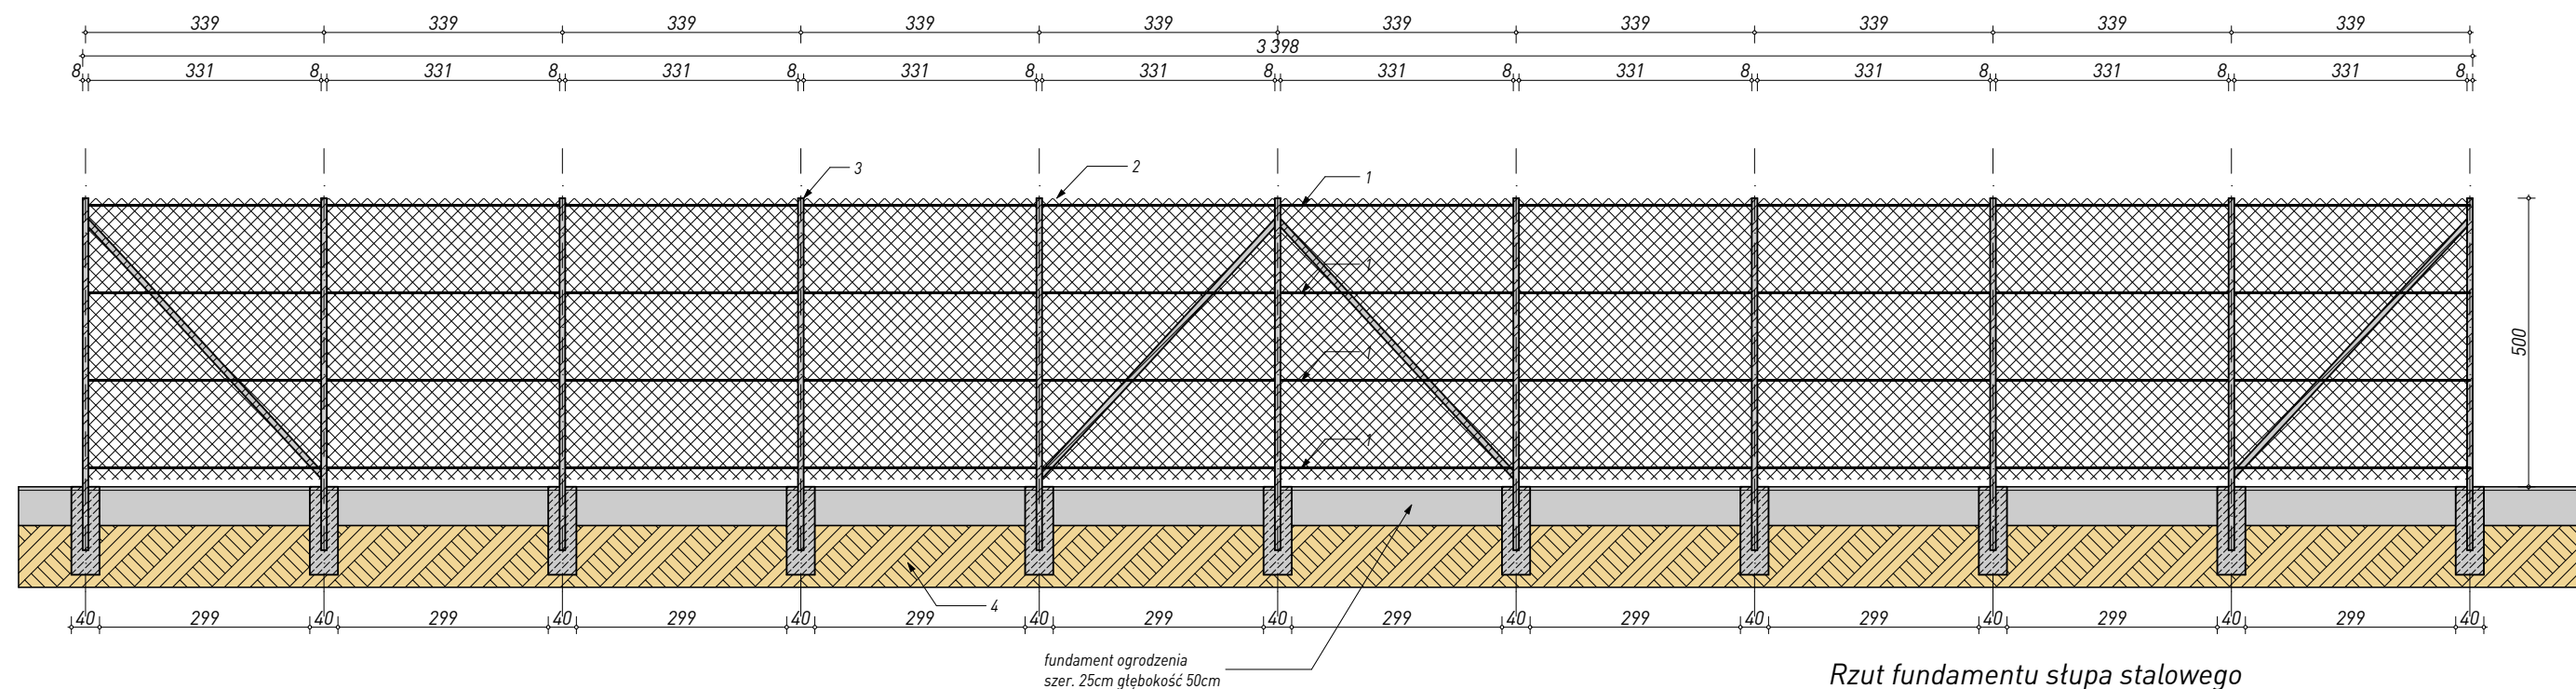 339 339 339 339 339 339 339 339 339 339
3 398
8 331 8 331 8 331 8 331 8 331 8 331 8 331 8 331 8 331 8 331 8
3 2 1
1
500
1
1
4
40 299 40 299 40 299 40 299 40 299 40 299 40 299 40 299 40 299 40 299 40
fundament ogrodzenia
szer. 25cm głębokość 50cm
Rzut fundamentu słupa stalowego